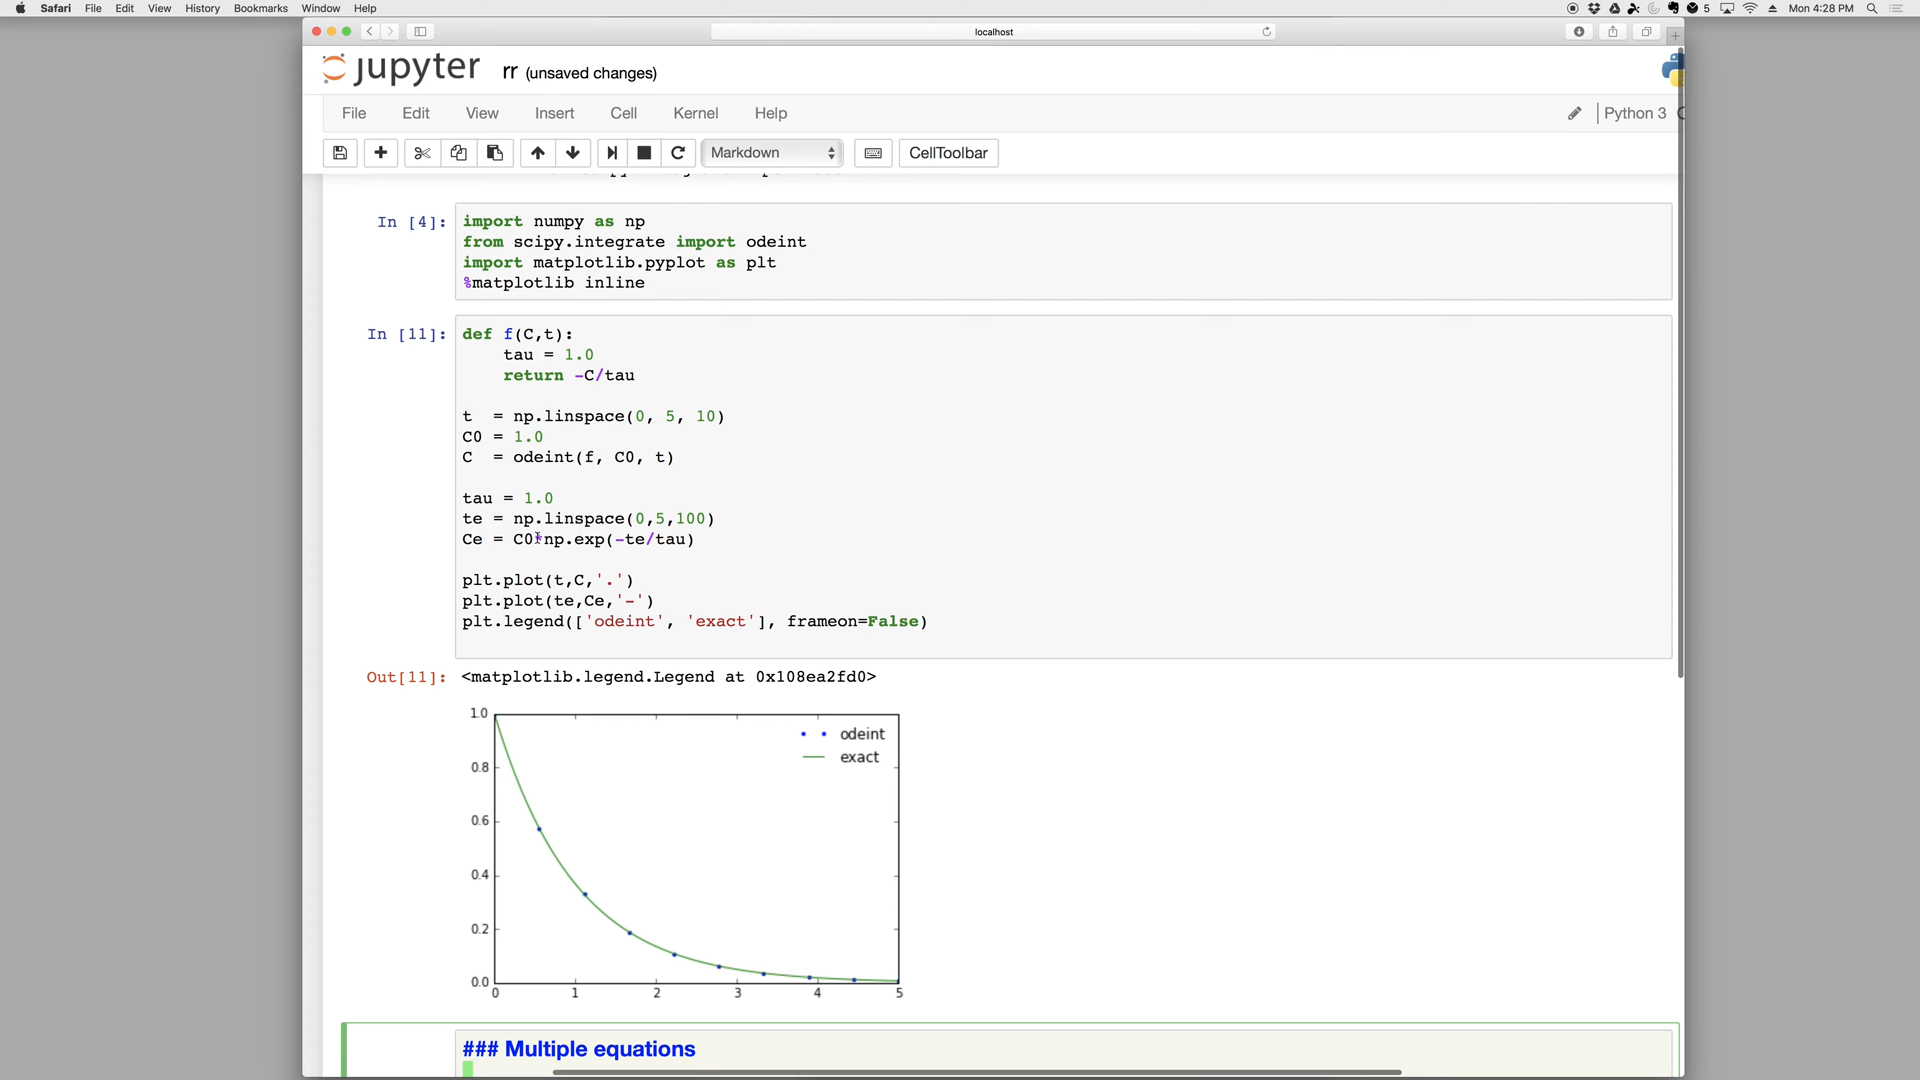 Safari File Edit View History Bookmarks Window Help 5 Mon 4:28 PM
localhost
jupyter rr (unsaved changes)
File Edit View Insert Cell Kernel Help Python 3
Markdown CellToolbar
In [4]: import numpy as np
from scipy.integrate import odeint
import matplotlib.pyplot as plt
%matplotlib inline
In [11]: def f(C,t):
tau = 1.0
return -C/tau
t = np.linspace(0, 5, 10)
C0 = 1.0
C = odeint(f, C0, t)
tau = 1.0
te = np.linspace(0,5,100)
Ce = C0*np.exp(-te/tau)
plt.plot(t,C,'.')
plt.plot(te,Ce,'-')
plt.legend(['odeint', 'exact'], frameon=False)
Out[11]: <matplotlib.legend.Legend at 0x108ea2fd0>
1.0
odeint
exact
0.8
0.6
0.4
0.2
0.0
0 1 2 3 4 5
### Multiple equations